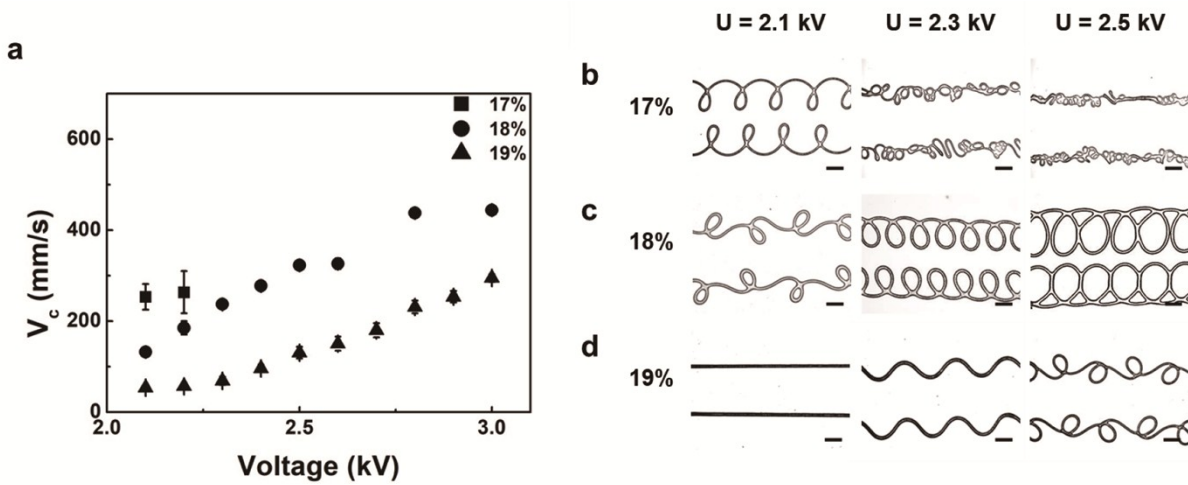 U = 2.1 kV U = 2.3 kV U = 2.5 kV
a
600
400
200
0
2.0 2.5 3.0
V_c (mm/s)
Voltage (kV)
17%
18%
19%
b
17%
c
18%
d
19%